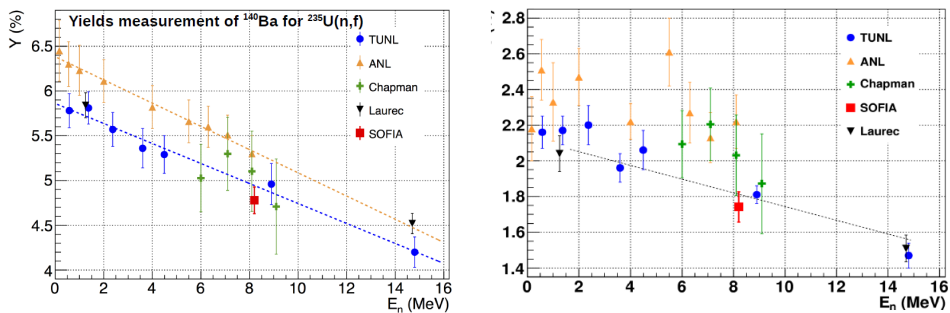 Yields measurement of ¹⁴⁰Ba for ²³⁵U(n,f)
Y (%)
6.5
6
5.5
5
4.5
4
TUNL
ANL
Chapman
Laurec
SOFIA
0 2 4 6 8 10 12 14 16
Eₙ (MeV)
2.8
2.6
2.4
2.2
2
1.8
1.6
1.4
TUNL
ANL
Chapman
SOFIA
Laurec
0 2 4 6 8 10 12 14 16
Eₙ (MeV)